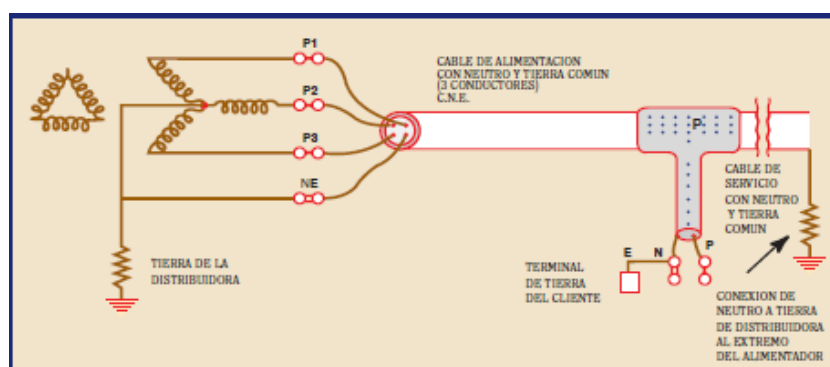 P1
CABLE DE ALIMENTACION
CON NEUTRO Y TIERRA COMUN
(3 CONDUCTORES)
C.N.E.
P2
P3
NE
P
CABLE DE
SERVICIO
CON NEUTRO
Y TIERRA
COMUN
TIERRA DE LA
DISTRIBUIDORA
E N P
TERMINAL
DE TIERRA
DEL CLIENTE
CONEXION DE
NEUTRO A TIERRA
DE DISTRIBUIDORA
AL EXTREMO
DEL ALIMENTADOR